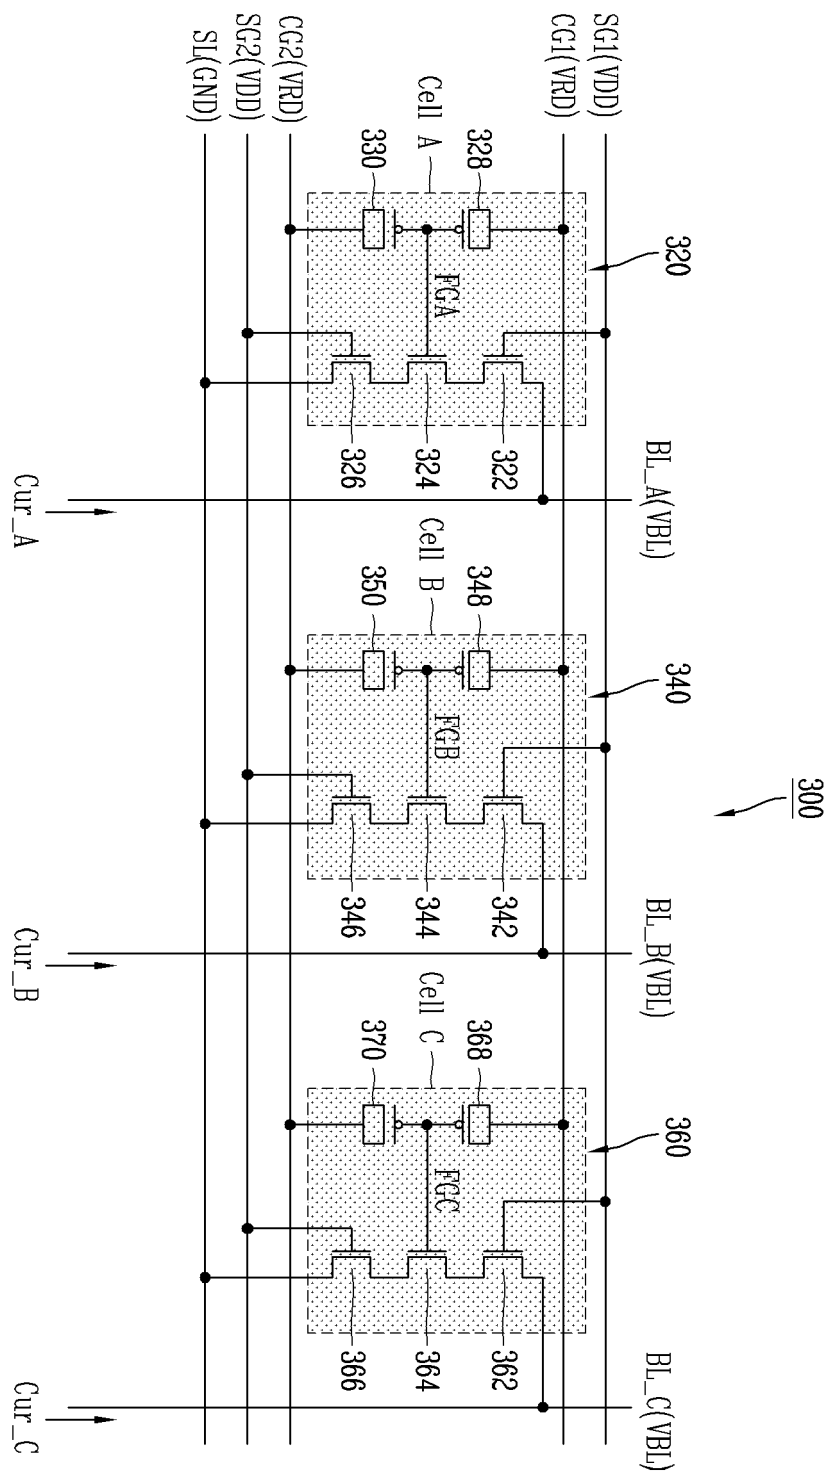 300
SG1(VDD)
CG1(VRD)
CG2(VRD)
SG2(VDD)
SL(GND)
320
Cell A
328
330
FGA
322
324
326
BL_A(VBL)
Cur_A
340
Cell B
348
350
FGB
342
344
346
BL_B(VBL)
Cur_B
360
Cell C
368
370
FGC
362
364
366
BL_C(VBL)
Cur_C